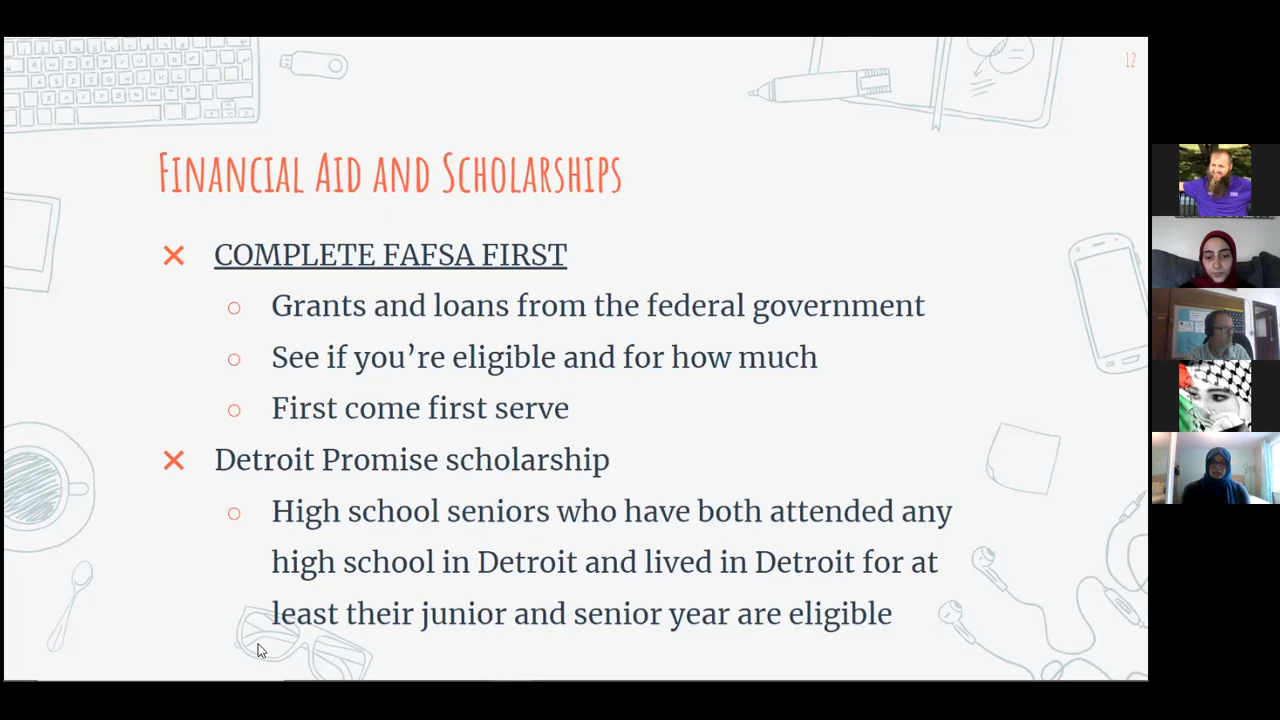 12
Financial Aid and Scholarships
COMPLETE FAFSA FIRST
Grants and loans from the federal government
See if you’re eligible and for how much
First come first serve
Detroit Promise scholarship
High school seniors who have both attended any
high school in Detroit and lived in Detroit for at
least their junior and senior year are eligible